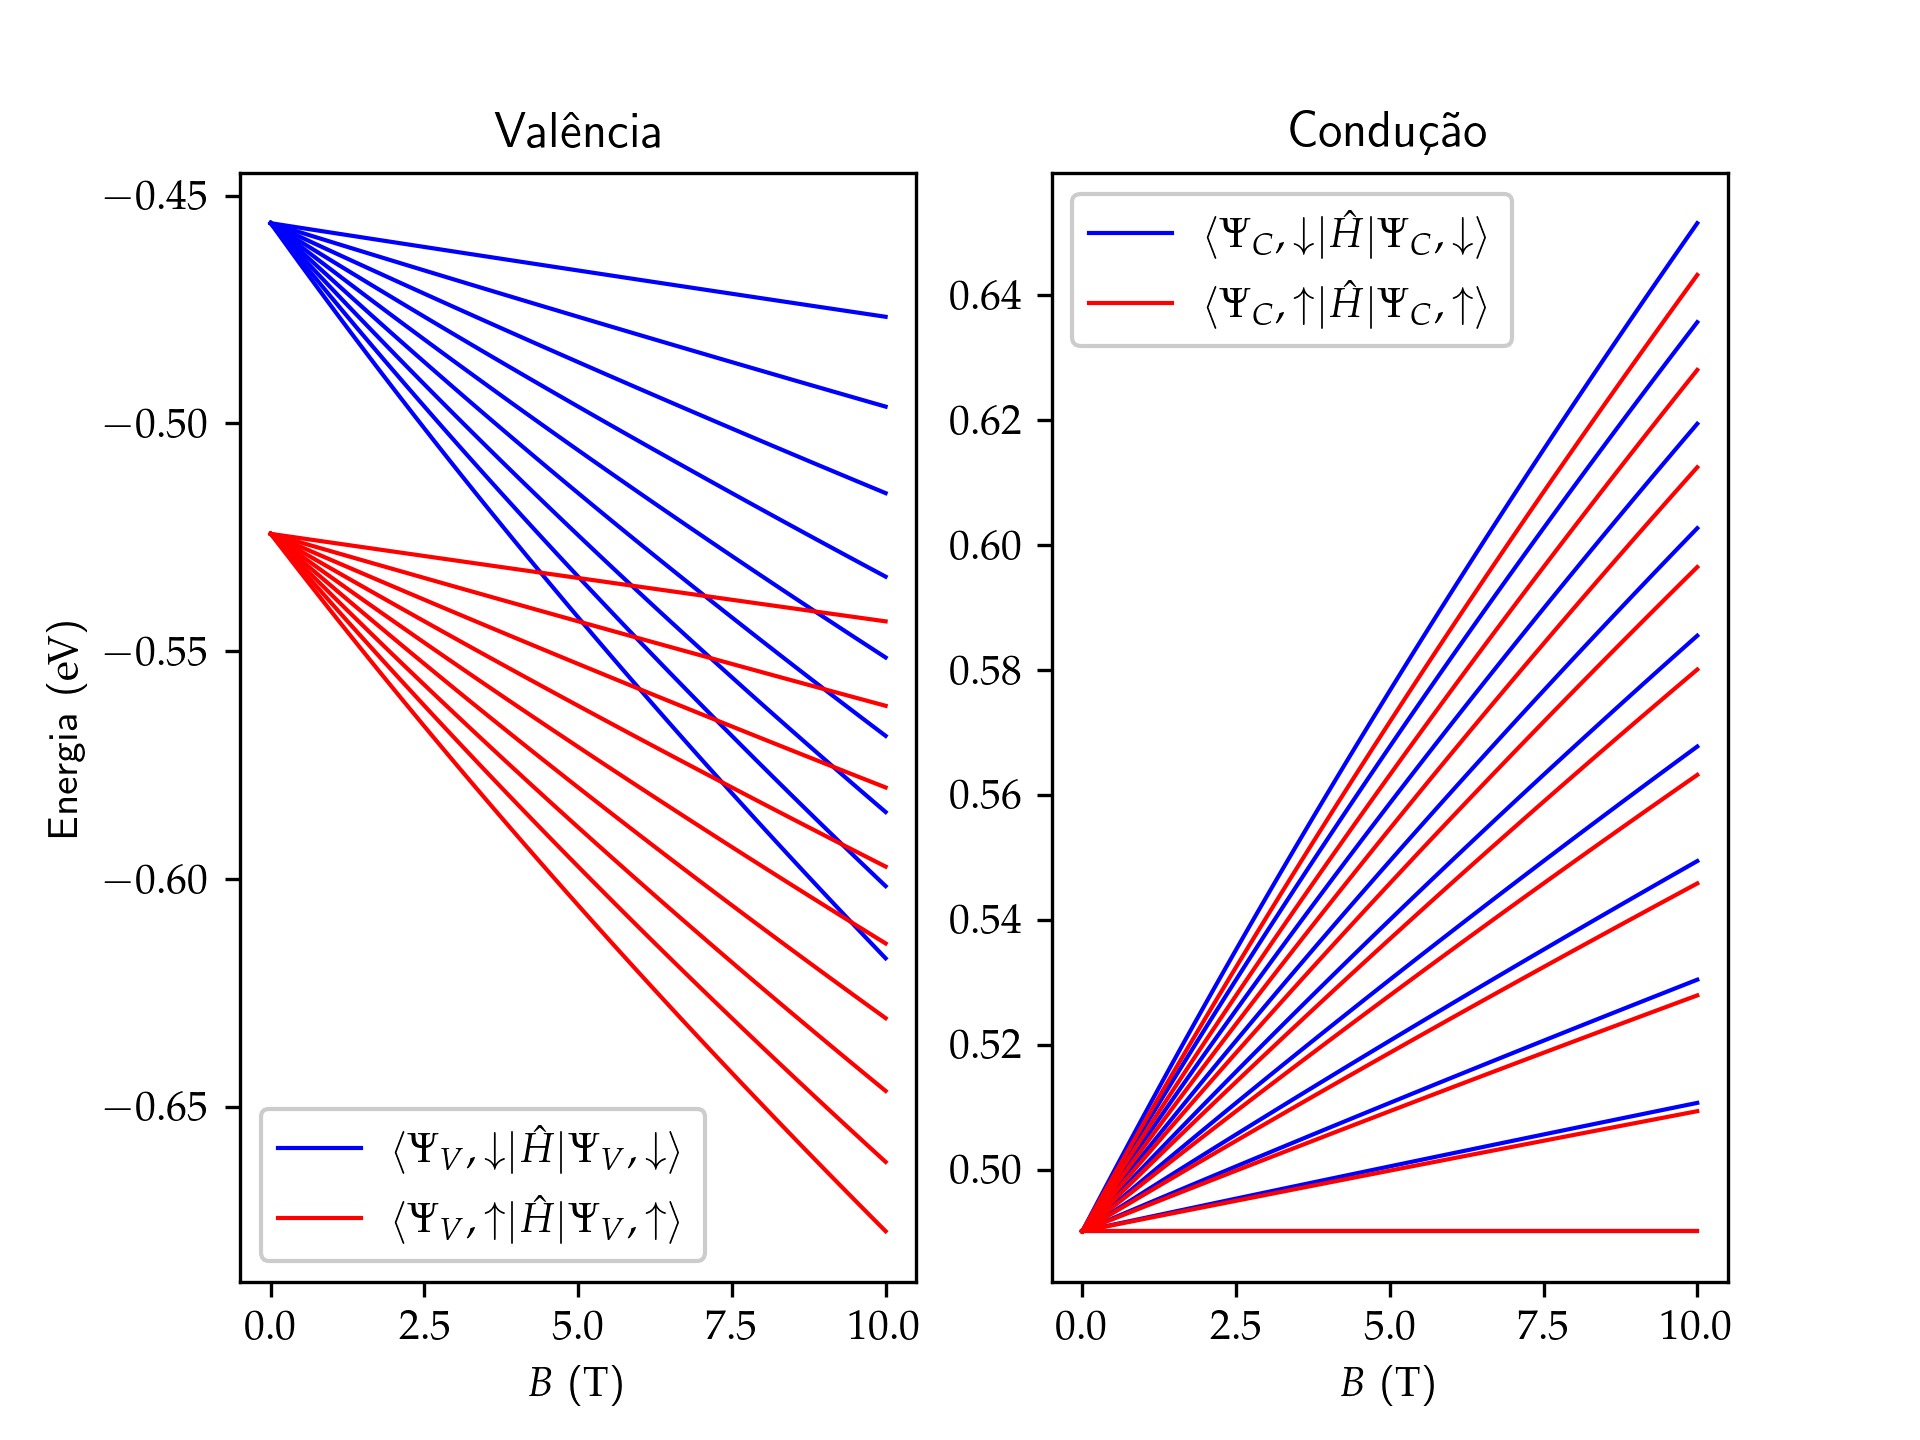 Valência
Condução
Energia (eV)
−0.45
−0.50
−0.55
−0.60
−0.65
⟨Ψ_V, ↓|Ĥ|Ψ_V, ↓⟩
⟨Ψ_V, ↑|Ĥ|Ψ_V, ↑⟩
0.0 2.5 5.0 7.5 10.0
B (T)
⟨Ψ_C, ↓|Ĥ|Ψ_C, ↓⟩
⟨Ψ_C, ↑|Ĥ|Ψ_C, ↑⟩
0.64
0.62
0.60
0.58
0.56
0.54
0.52
0.50
0.0 2.5 5.0 7.5 10.0
B (T)